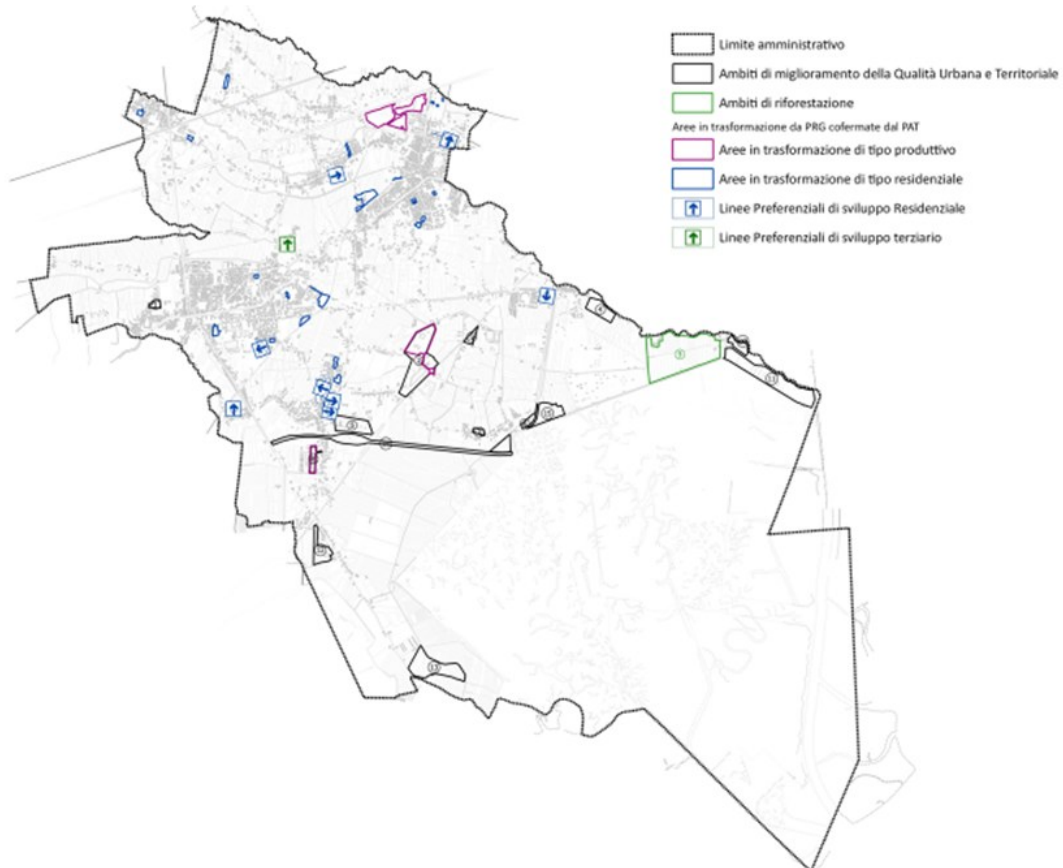 Limite amministrativo
Ambiti di miglioramento della Qualità Urbana e Territoriale
Ambiti di riforestazione
Aree in trasformazione da PRG cofermate dal PAT
Aree in trasformazione di tipo produttivo
Aree in trasformazione di tipo residenziale
Linee Preferenziali di sviluppo Residenziale
Linee Preferenziali di sviluppo terziario